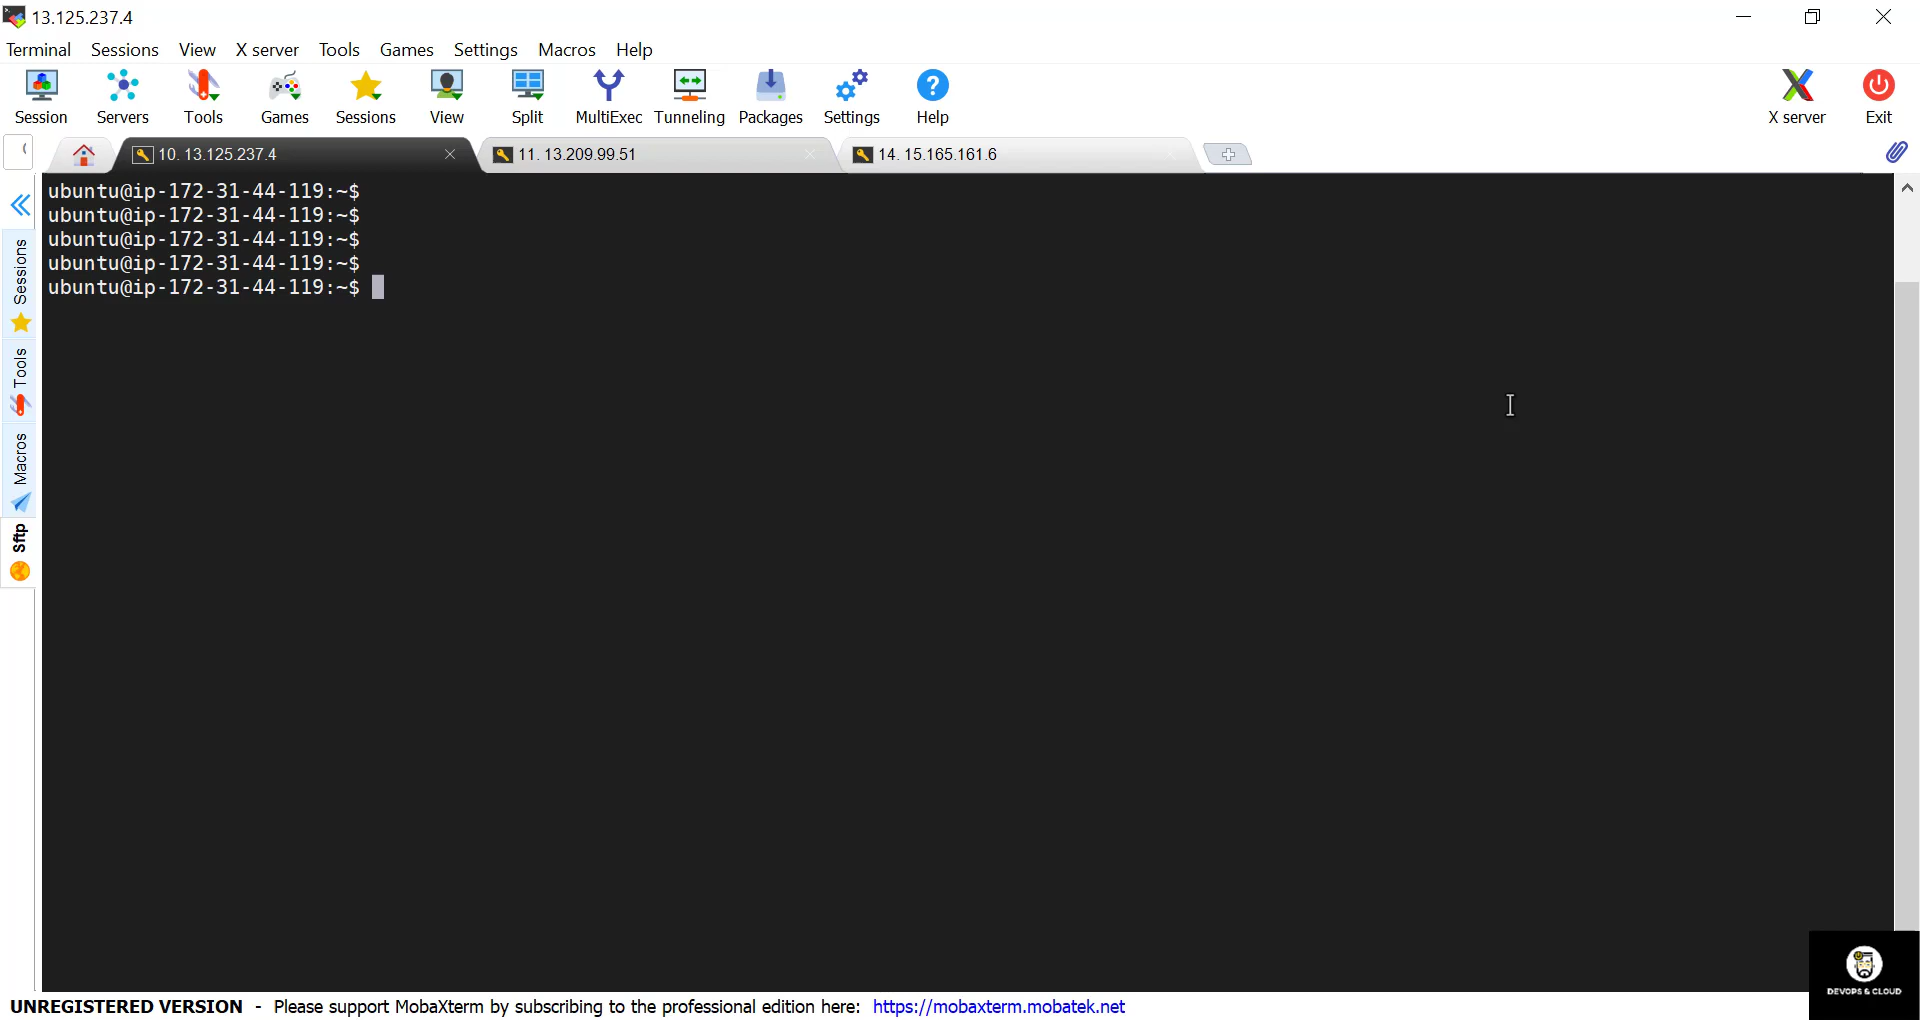 13.125.237.4
Terminal Sessions View X server Tools Games Settings Macros Help
Session Servers Tools Games Sessions View Split MultiExec Tunneling Packages Settings Help X server Exit
10. 13.125.237.4 11. 13.209.99.51 14. 15.165.161.6
ubuntu@ip-172-31-44-119:~$
ubuntu@ip-172-31-44-119:~$
ubuntu@ip-172-31-44-119:~$
ubuntu@ip-172-31-44-119:~$
ubuntu@ip-172-31-44-119:~$
Sessions
Tools
Macros
Sftp
DEVOPS & CLOUD
UNREGISTERED VERSION - Please support MobaXterm by subscribing to the professional edition here: https://mobaxterm.mobatek.net